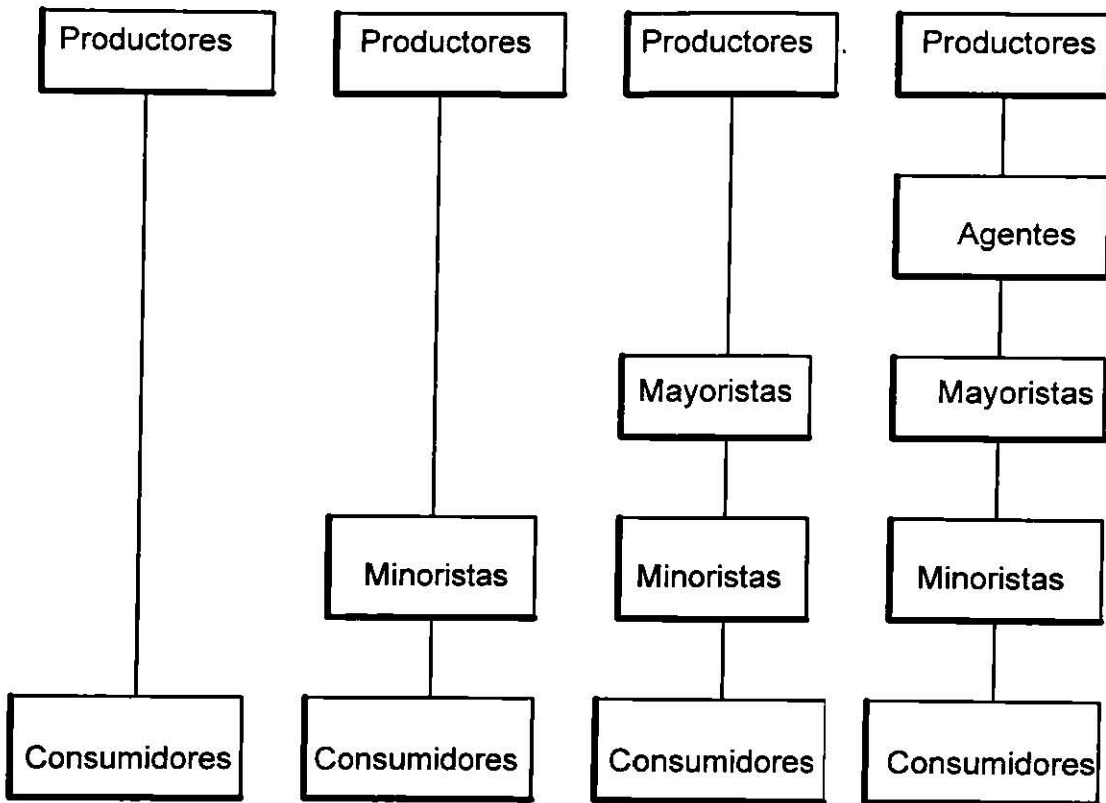 Productores
Productores
Productores
Productores
Agentes
Mayoristas
Mayoristas
Minoristas
Minoristas
Minoristas
Consumidores
Consumidores
Consumidores
Consumidores